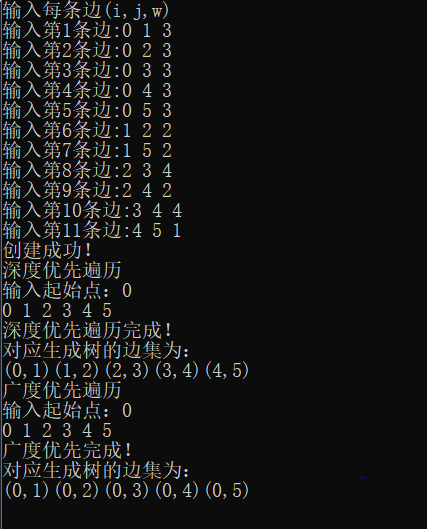 输入每条边(i,j,w)
输入第1条边:0 1 3
输入第2条边:0 2 3
输入第3条边:0 3 3
输入第4条边:0 4 3
输入第5条边:0 5 3
输入第6条边:1 2 2
输入第7条边:1 5 2
输入第8条边:2 3 4
输入第9条边:2 4 2
输入第10条边:3 4 4
输入第11条边:4 5 1
创建成功!
深度优先遍历
输入起始点：0
0 1 2 3 4 5
深度优先遍历完成！
对应生成树的边集为：
(0,1)(1,2)(2,3)(3,4)(4,5)
广度优先遍历
输入起始点：0
0 1 2 3 4 5
广度优先完成！
对应生成树的边集为：
(0,1)(0,2)(0,3)(0,4)(0,5)